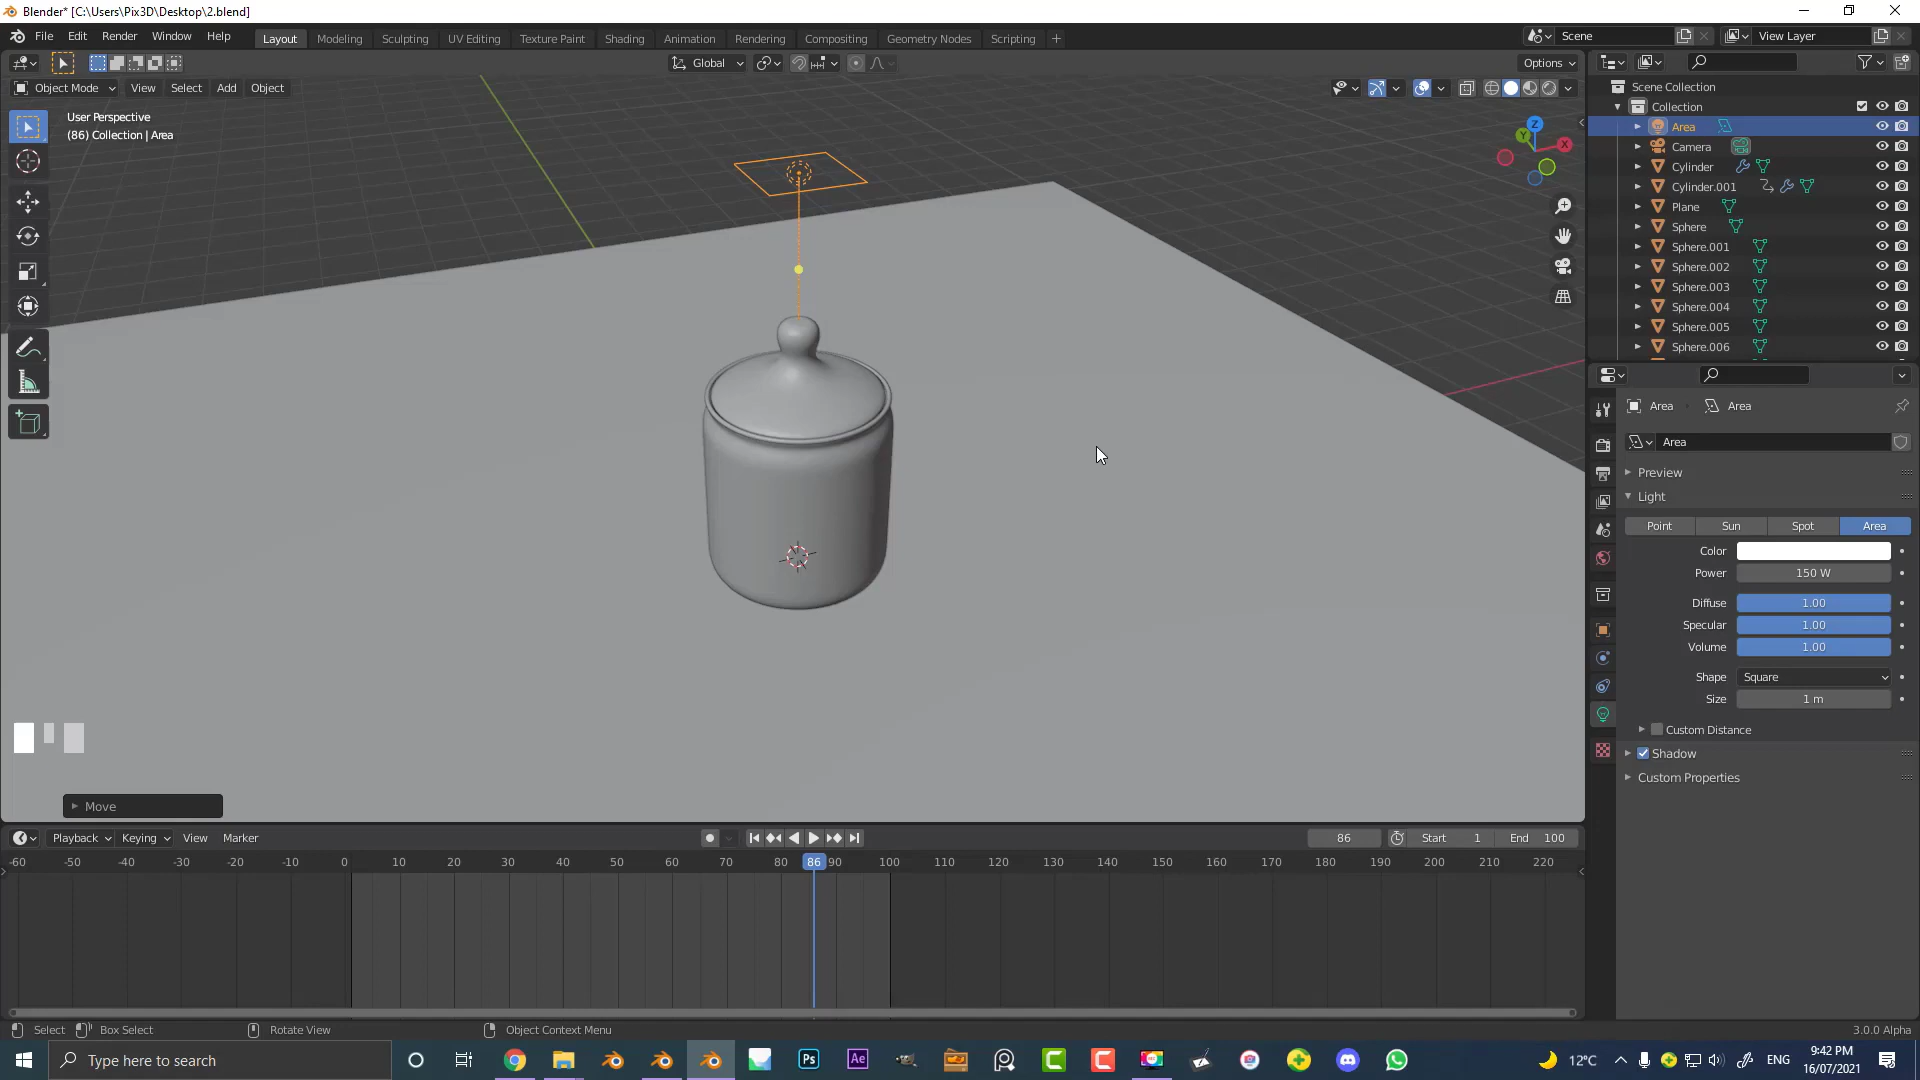 Blender* [C:\Users\Pix3D\Desktop\2.blend]
File Edit Render Window Help
Layout Modeling Sculpting UV Editing Texture Paint Shading Animation Rendering Compositing Geometry Nodes Scripting +
Scene
View Layer
Global
Options
Object Mode View Select Add Object
User Perspective
(86) Collection | Area
Z
Y
X
Move
Scene Collection
Collection
Area
Camera
Cylinder
Cylinder.001
Plane
Sphere
Sphere.001
Sphere.002
Sphere.003
Sphere.004
Sphere.005
Sphere.006
Area Area
Area
Preview
Light
Point Sun Spot Area
Color
Power 150 W
Diffuse 1.00
Specular 1.00
Volume 1.00
Shape Square
Size 1 m
Custom Distance
Shadow
Custom Properties
Playback Keying View Marker
86 Start 1 End 100
-60 -50 -40 -30 -20 -10 0 10 20 30 40 50 60 70 80 86 90 100 110 120 130 140 150 160 170 180 190 200 210 220
Select Box Select Rotate View Object Context Menu
3.0.0 Alpha
Type here to search
Ps
Ae
12°C
ENG
9:42 PM
16/07/2021